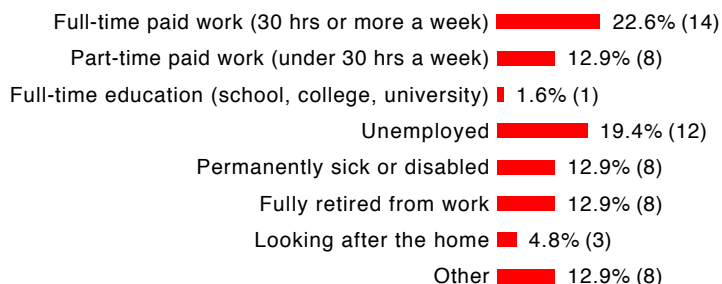 Full-time paid work (30 hrs or more a week) 22.6% (14)
Part-time paid work (under 30 hrs a week) 12.9% (8)
Full-time education (school, college, university) 1.6% (1)
Unemployed 19.4% (12)
Permanently sick or disabled 12.9% (8)
Fully retired from work 12.9% (8)
Looking after the home 4.8% (3)
Other 12.9% (8)